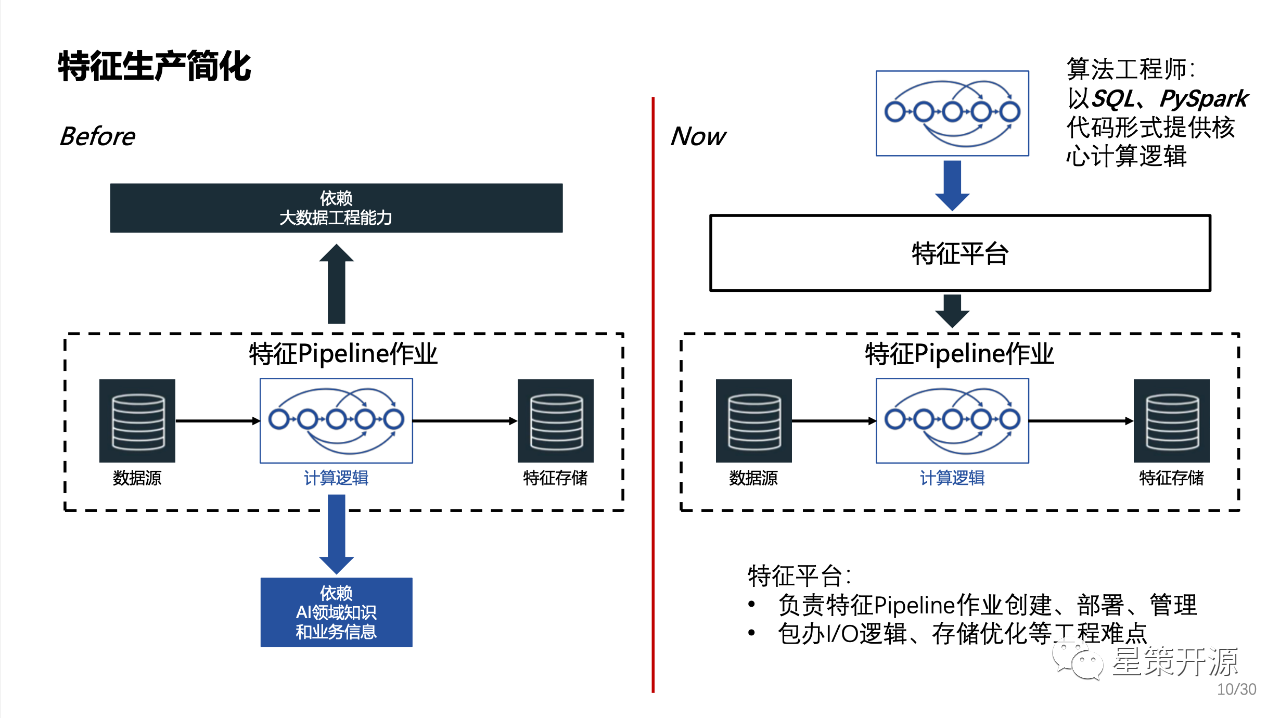 特征生产简化
Before
依赖
大数据工程能力
特征Pipeline作业
数据源
计算逻辑
特征存储
依赖
AI领域知识
和业务信息
Now
算法工程师：
以SQL、PySpark
代码形式提供核
心计算逻辑
特征平台
特征Pipeline作业
数据源
计算逻辑
特征存储
特征平台：
• 负责特征Pipeline作业创建、部署、管理
• 包办I/O逻辑、存储优化等工程难点
星策开源
10/30